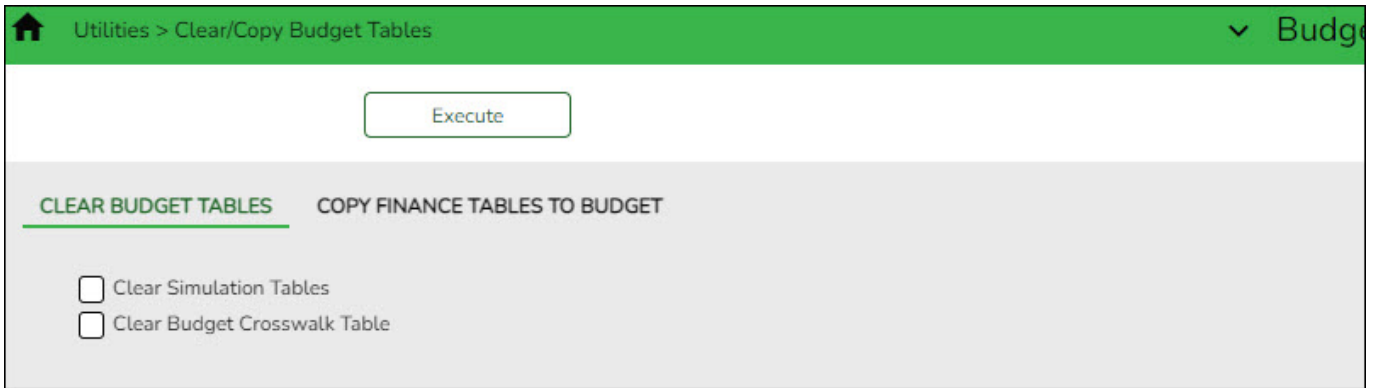 Utilities > Clear/Copy Budget Tables
Budge
Execute
CLEAR BUDGET TABLES COPY FINANCE TABLES TO BUDGET
Clear Simulation Tables
Clear Budget Crosswalk Table